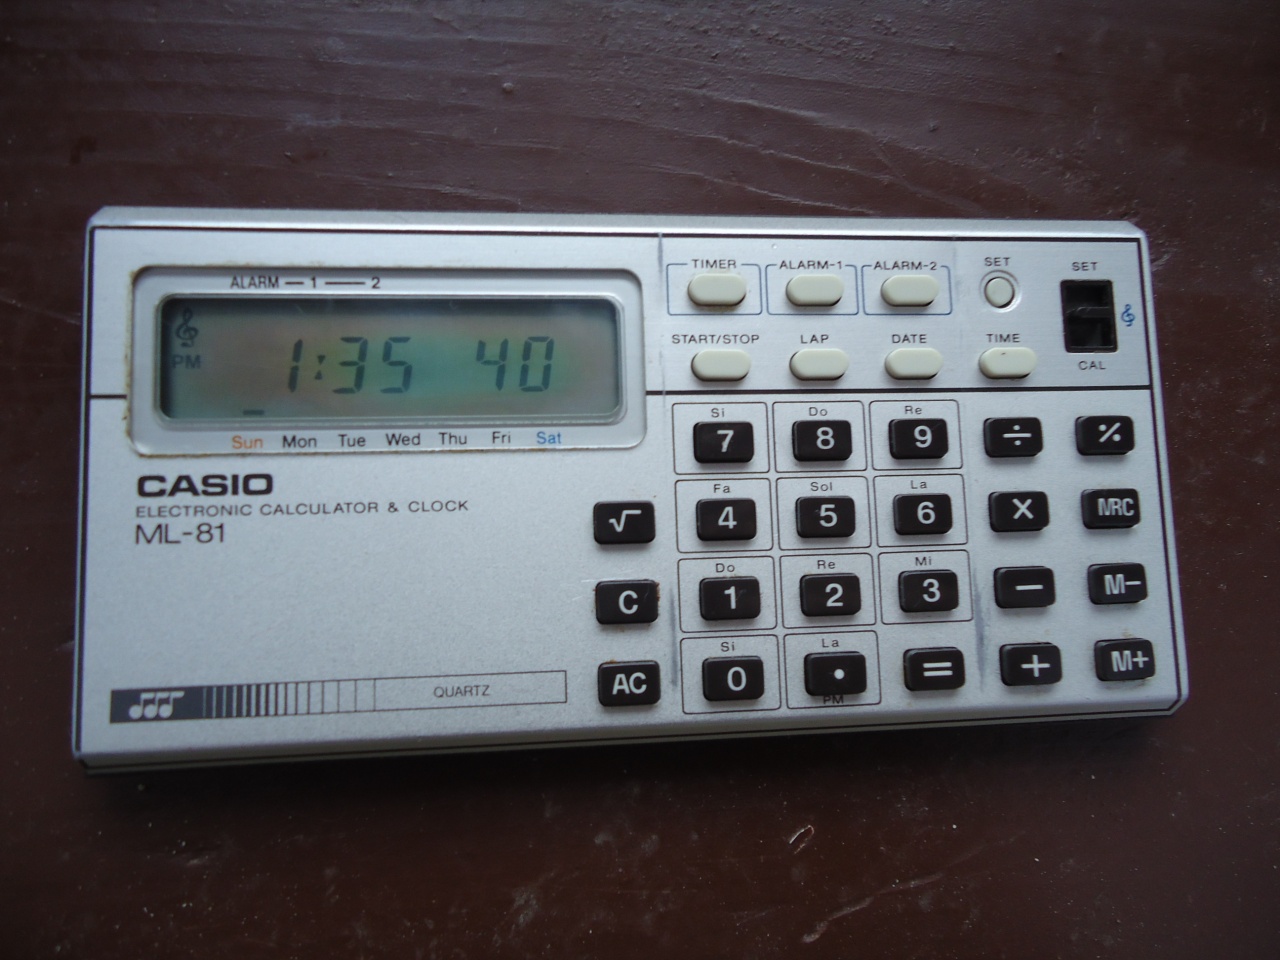 ALARM — 1 — 2
PM 1:35 40
Sun Mon Tue Wed Thu Fri Sat
CASIO
ELECTRONIC CALCULATOR & CLOCK
ML-81
QUARTZ
TIMER ALARM-1 ALARM-2 SET SET
START/STOP LAP DATE TIME CAL
Si Do Re
7 8 9 ÷ %
Fa Sol La
√ 4 5 6 × MRC
Do Re Mi
C 1 2 3 − M−
Si La
AC 0 • = + M+
PM